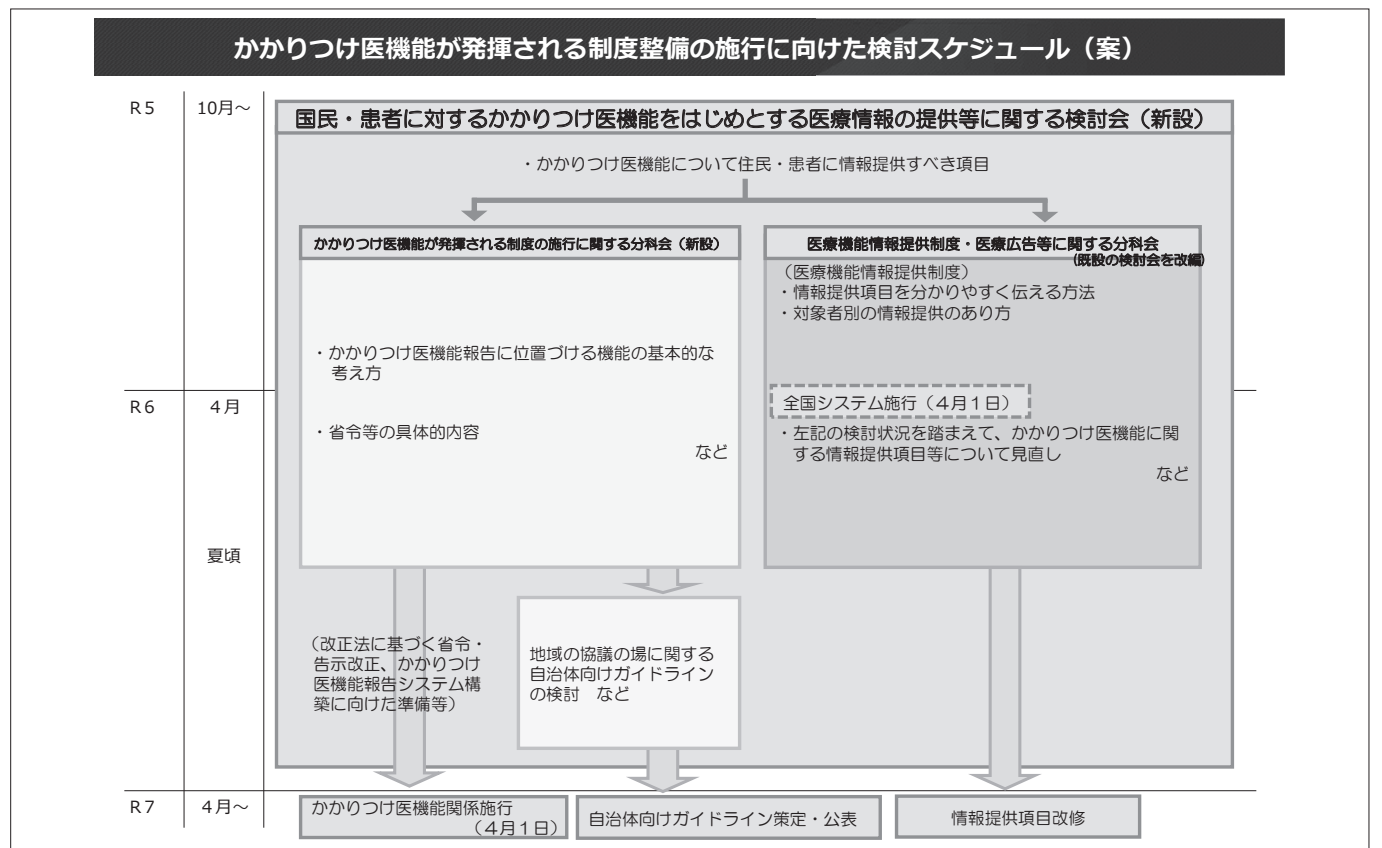 かかりつけ医機能が発揮される制度整備の施行に向けた検討スケジュール（案）
R５
10月～
国民・患者に対するかかりつけ医機能をはじめとする医療情報の提供等に関する検討会（新設）
・かかりつけ医機能について住民・患者に情報提供すべき項目
かかりつけ医機能が発揮される制度の施行に関する分科会（新設）
・かかりつけ医機能報告に位置づける機能の基本的な
考え方
・省令等の具体的内容
など
医療機能情報提供制度・医療広告等に関する分科会
（既設の検討会を改編）
（医療機能情報提供制度）
・情報提供項目を分かりやすく伝える方法
・対象者別の情報提供のあり方
R６
４月
全国システム施行（４月１日）
・左記の検討状況を踏まえて、かかりつけ医機能に関
する情報提供項目等について見直し
など
夏頃
（改正法に基づく省令・
告示改正、かかりつけ
医機能報告システム構
築に向けた準備等）
地域の協議の場に関する
自治体向けガイドライン
の検討　など
R７
４月～
かかりつけ医機能関係施行
（４月１日）
自治体向けガイドライン策定・公表
情報提供項目改修